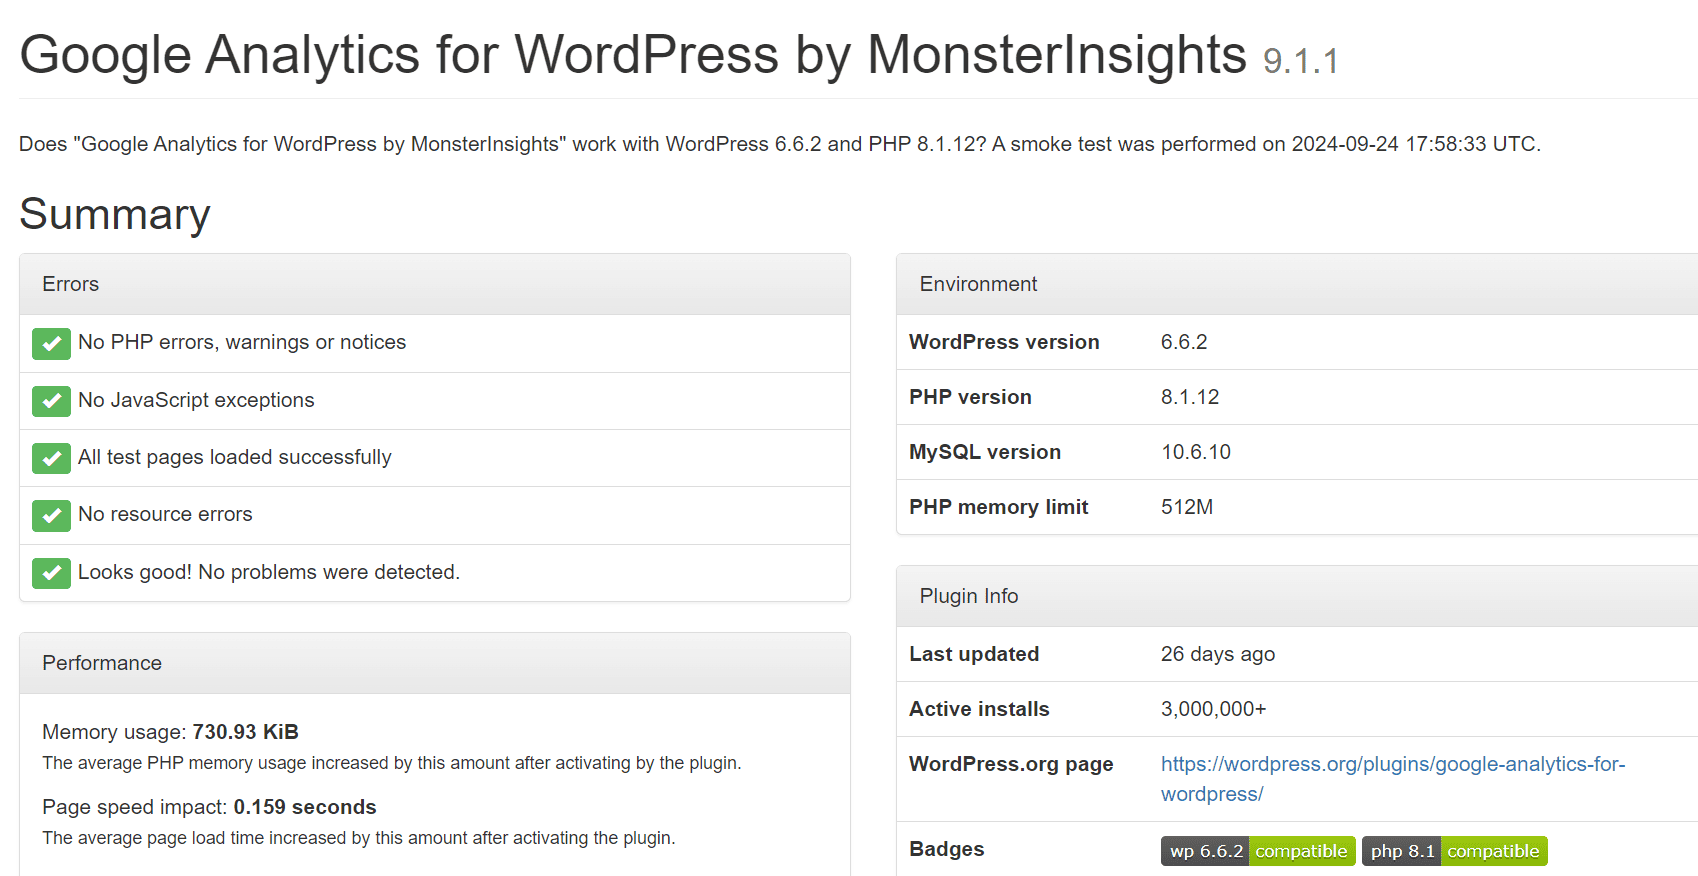 Google Analytics for WordPress by MonsterInsights 9.1.1
Does "Google Analytics for WordPress by MonsterInsights" work with WordPress 6.6.2 and PHP 8.1.12? A smoke test was performed on 2024-09-24 17:58:33 UTC.
Summary
Errors
No PHP errors, warnings or notices
No JavaScript exceptions
All test pages loaded successfully
No resource errors
Looks good! No problems were detected.
Performance
Memory usage: 730.93 KiB
The average PHP memory usage increased by this amount after activating by the plugin.
Page speed impact: 0.159 seconds
The average page load time increased by this amount after activating the plugin.
Environment
WordPress version 6.6.2
PHP version 8.1.12
MySQL version 10.6.10
PHP memory limit 512M
Plugin Info
Last updated 26 days ago
Active installs 3,000,000+
WordPress.org page https://wordpress.org/plugins/google-analytics-for-
wordpress/
Badges wp 6.6.2 compatible php 8.1 compatible